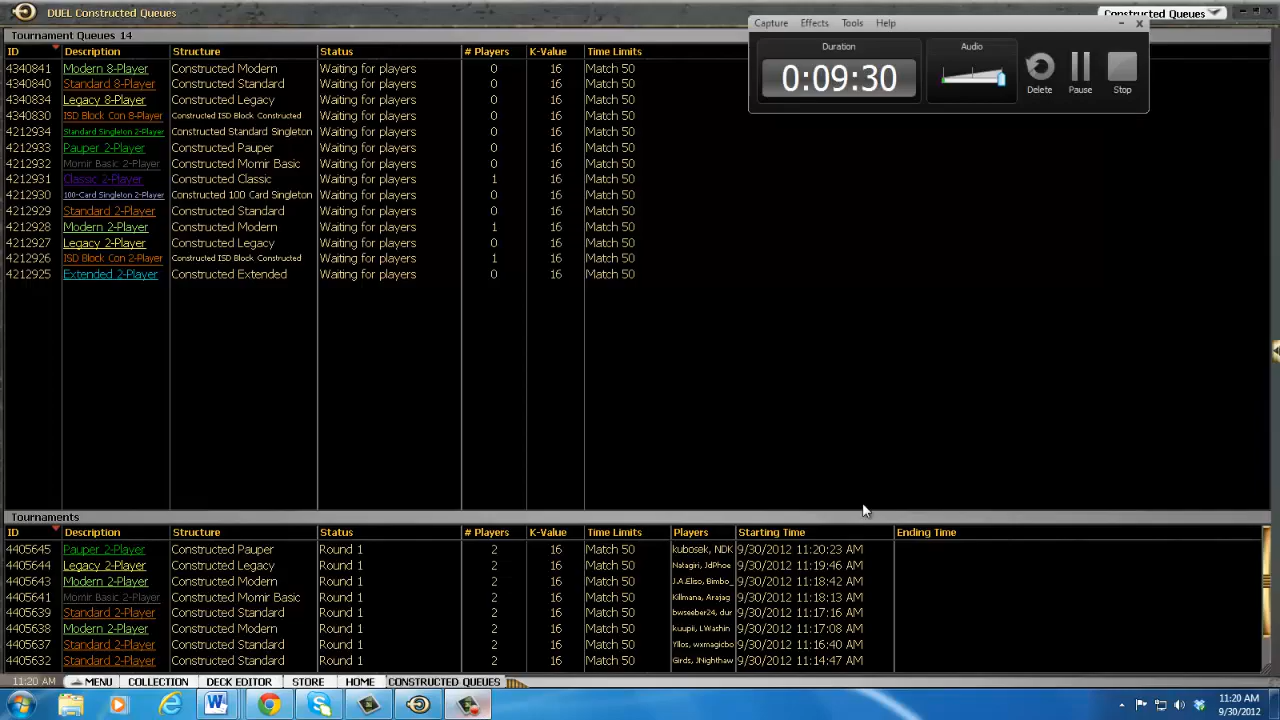 DUEL Constructed Queues
Constructed Queues
Tournament Queues 14
Capture Effects Tools Help
Duration
0:09:30
Audio
Delete Pause Stop
ID Description Structure Status # Players K-Value Time Limits
4340841 Modern 8-Player Constructed Modern Waiting for players 0 16 Match 50
4340840 Standard 8-Player Constructed Standard Waiting for players 0 16 Match 50
4340834 Legacy 8-Player Constructed Legacy Waiting for players 0 16 Match 50
4340830 ISD Block Con 8-Player Constructed ISD Block Constructed Waiting for players 0 16 Match 50
4212934 Standard Singleton 2-Player Constructed Standard Singleton Waiting for players 0 16 Match 50
4212933 Pauper 2-Player Constructed Pauper Waiting for players 0 16 Match 50
4212932 Momir Basic 2-Player Constructed Momir Basic Waiting for players 0 16 Match 50
4212931 Classic 2-Player Constructed Classic Waiting for players 1 16 Match 50
4212930 100-Card Singleton 2-Player Constructed 100 Card Singleton Waiting for players 0 16 Match 50
4212929 Standard 2-Player Constructed Standard Waiting for players 0 16 Match 50
4212928 Modern 2-Player Constructed Modern Waiting for players 1 16 Match 50
4212927 Legacy 2-Player Constructed Legacy Waiting for players 0 16 Match 50
4212926 ISD Block Con 2-Player Constructed ISD Block Constructed Waiting for players 1 16 Match 50
4212925 Extended 2-Player Constructed Extended Waiting for players 0 16 Match 50
Tournaments
ID Description Structure Status # Players K-Value Time Limits Players Starting Time Ending Time
4405645 Pauper 2-Player Constructed Pauper Round 1 2 16 Match 50 kubosek, NDK 9/30/2012 11:20:23 AM
4405644 Legacy 2-Player Constructed Legacy Round 1 2 16 Match 50 Natagiri, JdPhoe 9/30/2012 11:19:46 AM
4405643 Modern 2-Player Constructed Modern Round 1 2 16 Match 50 J.A.Eliso, Bimbo_ 9/30/2012 11:18:42 AM
4405641 Momir Basic 2-Player Constructed Momir Basic Round 1 2 16 Match 50 Killmana, Arajag 9/30/2012 11:18:13 AM
4405639 Standard 2-Player Constructed Standard Round 1 2 16 Match 50 bwseeber24, dur 9/30/2012 11:17:16 AM
4405638 Modern 2-Player Constructed Modern Round 1 2 16 Match 50 kuupii, LWashin 9/30/2012 11:17:08 AM
4405637 Standard 2-Player Constructed Standard Round 1 2 16 Match 50 Yllos, wxmagicbo 9/30/2012 11:16:40 AM
4405632 Standard 2-Player Constructed Standard Round 1 2 16 Match 50 Girds, JNighthaw 9/30/2012 11:14:47 AM
11:20 AM MENU COLLECTION DECK EDITOR STORE HOME CONSTRUCTED QUEUES
11:20 AM
9/30/2012